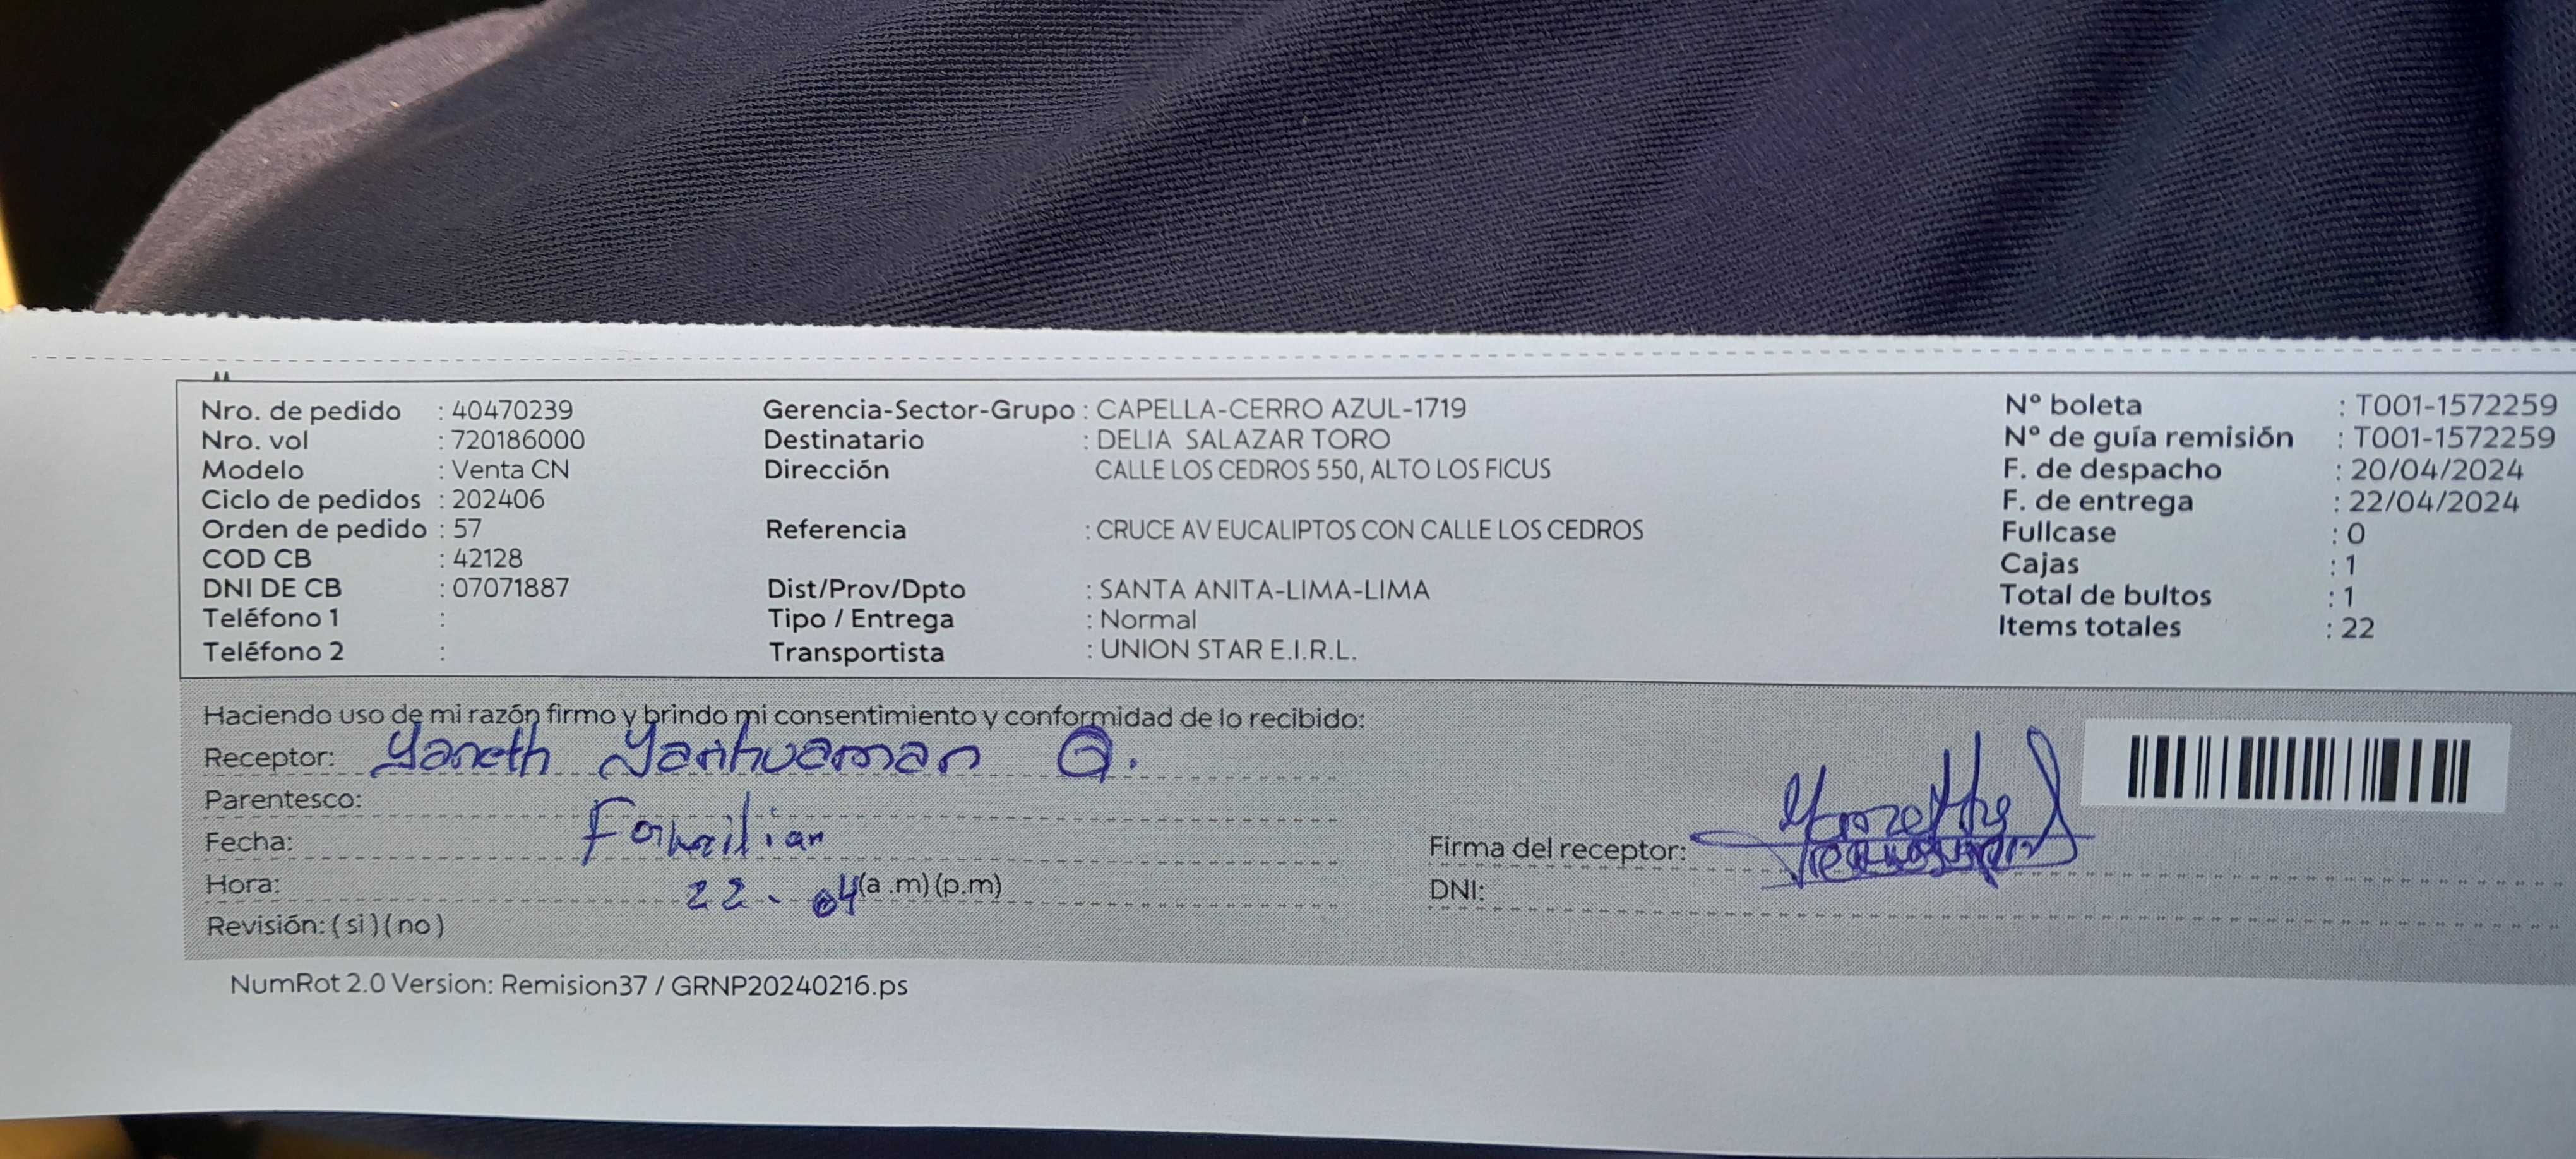 Nro. de pedido : 40470239
Nro. vol : 720186000
Modelo : Venta CN
Ciclo de pedidos : 202406
Orden de pedido : 57
COD CB : 42128
DNI DE CB : 07071887
Teléfono 1 :
Teléfono 2 :
Gerencia-Sector-Grupo : CAPELLA-CERRO AZUL-1719
Destinatario : DELIA SALAZAR TORO
Dirección CALLE LOS CEDROS 550, ALTO LOS FICUS
Referencia : CRUCE AV EUCALIPTOS CON CALLE LOS CEDROS
Dist/Prov/Dpto : SANTA ANITA-LIMA-LIMA
Tipo / Entrega : Normal
Transportista : UNION STAR E.I.R.L.
N° boleta : T001-1572259
N° de guía remisión : T001-1572259
F. de despacho : 20/04/2024
F. de entrega : 22/04/2024
Fullcase : 0
Cajas : 1
Total de bultos : 1
Items totales : 22
Haciendo uso de mi razón firmo y brindo mi consentimiento y conformidad de lo recibido:
Receptor: Yaneth Yanhuaman Q.
Parentesco:
Familiar
Fecha:
Hora: 22 - 04 (a .m) (p.m)
Revisión: ( si ) ( no )
Firma del receptor:
DNI:
NumRot 2.0 Version: Remision37 / GRNP20240216.ps